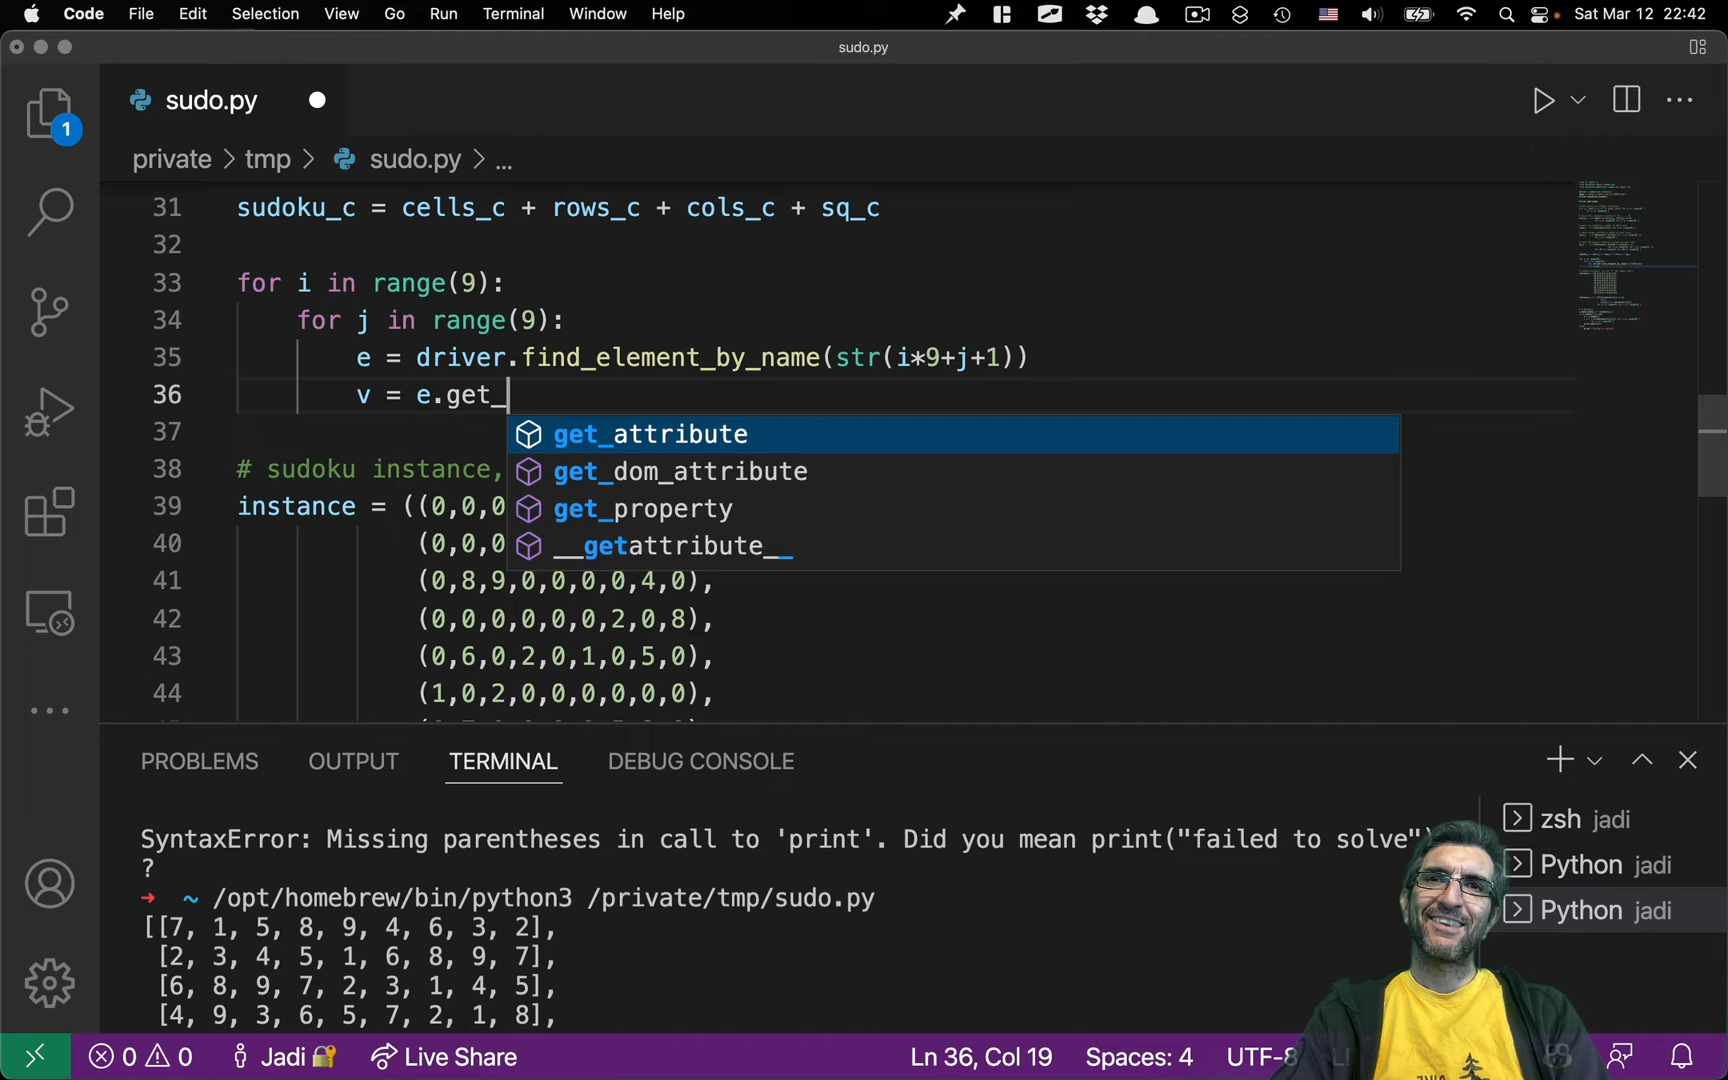 Code File Edit Selection View Go Run Terminal Window Help Sat Mar 12 22:42
sudo.py
sudo.py
1
private > tmp > sudo.py > ...
31 sudoku_c = cells_c + rows_c + cols_c + sq_c
32
33 for i in range(9):
34 for j in range(9):
35 e = driver.find_element_by_name(str(i*9+j+1))
36 v = e.get_
get_attribute
get_dom_attribute
get_property
__getattribute__
37
38 # sudoku instance,
39 instance = ((0,0,0
40 (0,0,0
41 (0,8,9,0,0,0,0,4,0),
42 (0,0,0,0,0,0,2,0,8),
43 (0,6,0,2,0,1,0,5,0),
44 (1,0,2,0,0,0,0,0,0),
PROBLEMS OUTPUT TERMINAL DEBUG CONSOLE
SyntaxError: Missing parentheses in call to 'print'. Did you mean print("failed to solve")
?
→ ~ /opt/homebrew/bin/python3 /private/tmp/sudo.py
[[7, 1, 5, 8, 9, 4, 6, 3, 2],
[2, 3, 4, 5, 1, 6, 8, 9, 7],
[6, 8, 9, 7, 2, 3, 1, 4, 5],
[4, 9, 3, 6, 5, 7, 2, 1, 8],
zsh jadi
Python jadi
Python jadi
0 0 Jadi Live Share Ln 36, Col 19 Spaces: 4 UTF-8